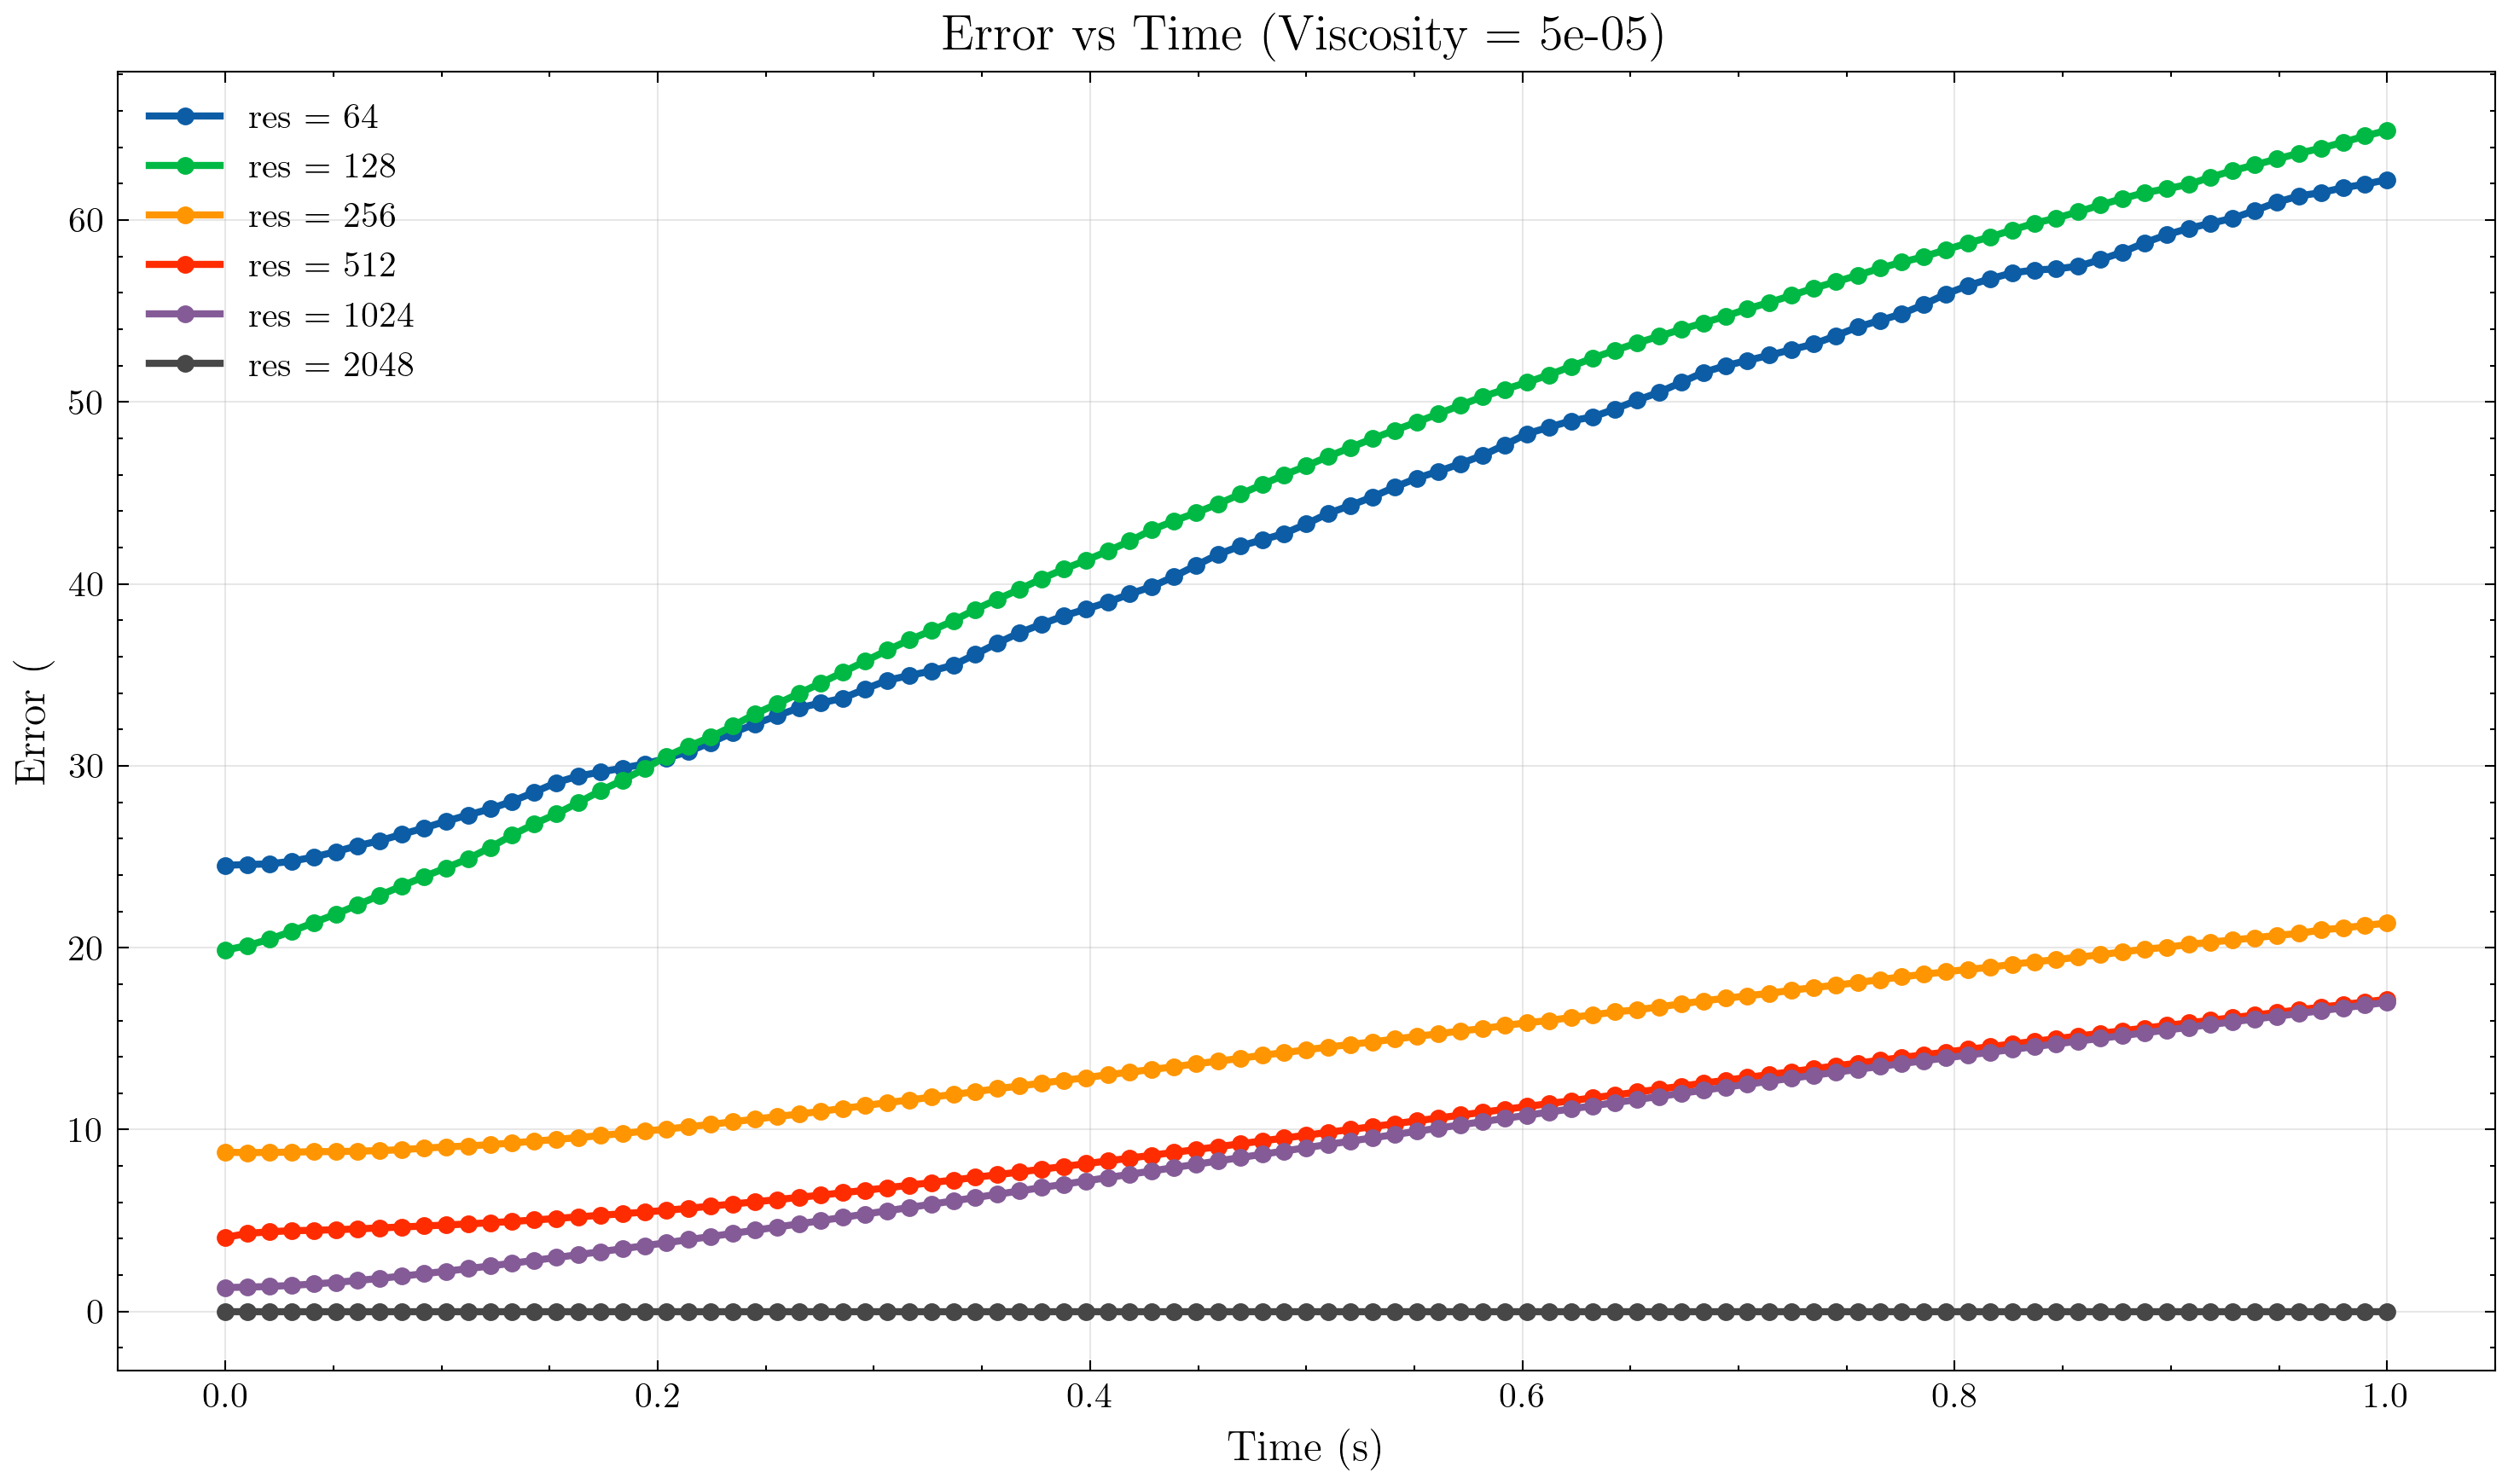 Error vs Time (Viscosity = 5e-05)
res = 64
res = 128
res = 256
res = 512
res = 1024
res = 2048
Error (
60
50
40
30
20
10
0
0.0 0.2 0.4 0.6 0.8 1.0
Time (s)